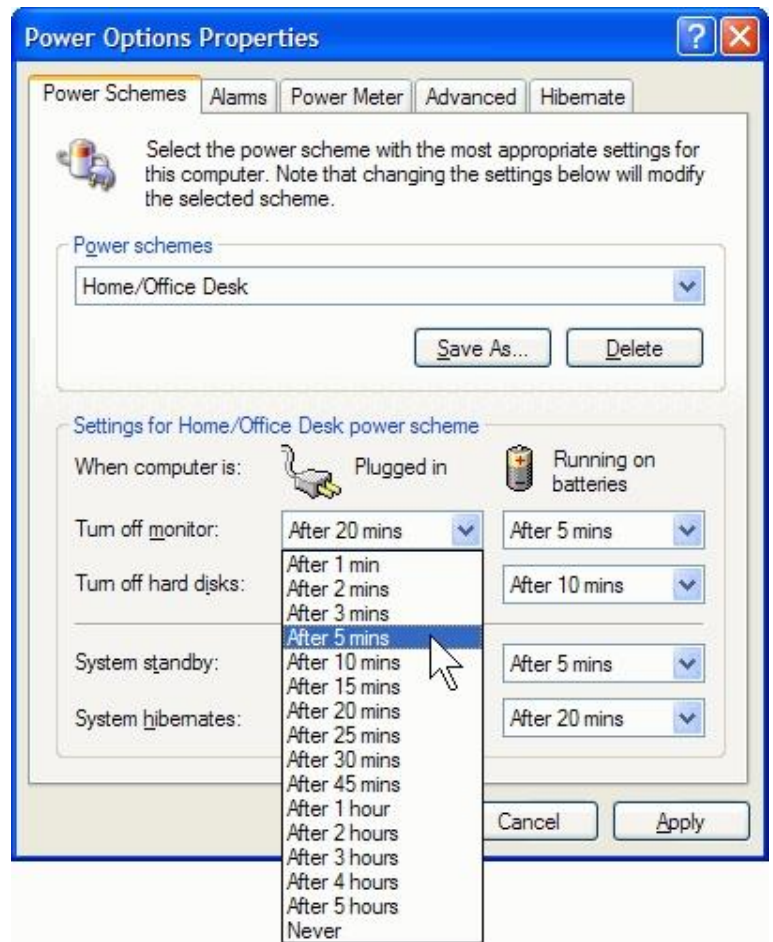 Power Options Properties
Power Schemes Alarms Power Meter Advanced Hibernate
Select the power scheme with the most appropriate settings for
this computer. Note that changing the settings below will modify
the selected scheme.
Power schemes
Home/Office Desk
Save As... Delete
Settings for Home/Office Desk power scheme
When computer is: Plugged in Running on
batteries
Turn off monitor: After 20 mins After 5 mins
Turn off hard disks: After 10 mins
System standby: After 5 mins
System hibernates: After 20 mins
After 1 min
After 2 mins
After 3 mins
After 5 mins
After 10 mins
After 15 mins
After 20 mins
After 25 mins
After 30 mins
After 45 mins
After 1 hour
After 2 hours
After 3 hours
After 4 hours
After 5 hours
Never
Cancel Apply